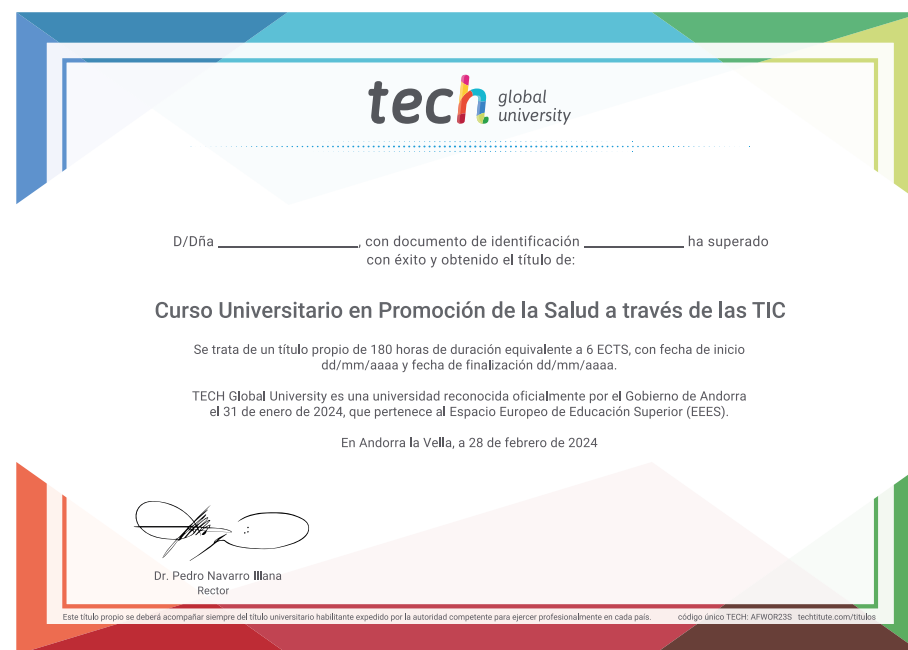 tech global university
D/Dña ____________________, con documento de identificación ______________ ha superado
con éxito y obtenido el título de:
Curso Universitario en Promoción de la Salud a través de las TIC
Se trata de un título propio de 180 horas de duración equivalente a 6 ECTS, con fecha de inicio
dd/mm/aaaa y fecha de finalización dd/mm/aaaa.
TECH Global University es una universidad reconocida oficialmente por el Gobierno de Andorra
el 31 de enero de 2024, que pertenece al Espacio Europeo de Educación Superior (EEES).
En Andorra la Vella, a 28 de febrero de 2024
Dr. Pedro Navarro Illana
Rector
Este título propio se deberá acompañar siempre del título universitario habilitante expedido por la autoridad competente para ejercer profesionalmente en cada país. código único TECH: AFWOR23S techtitute.com/titulos